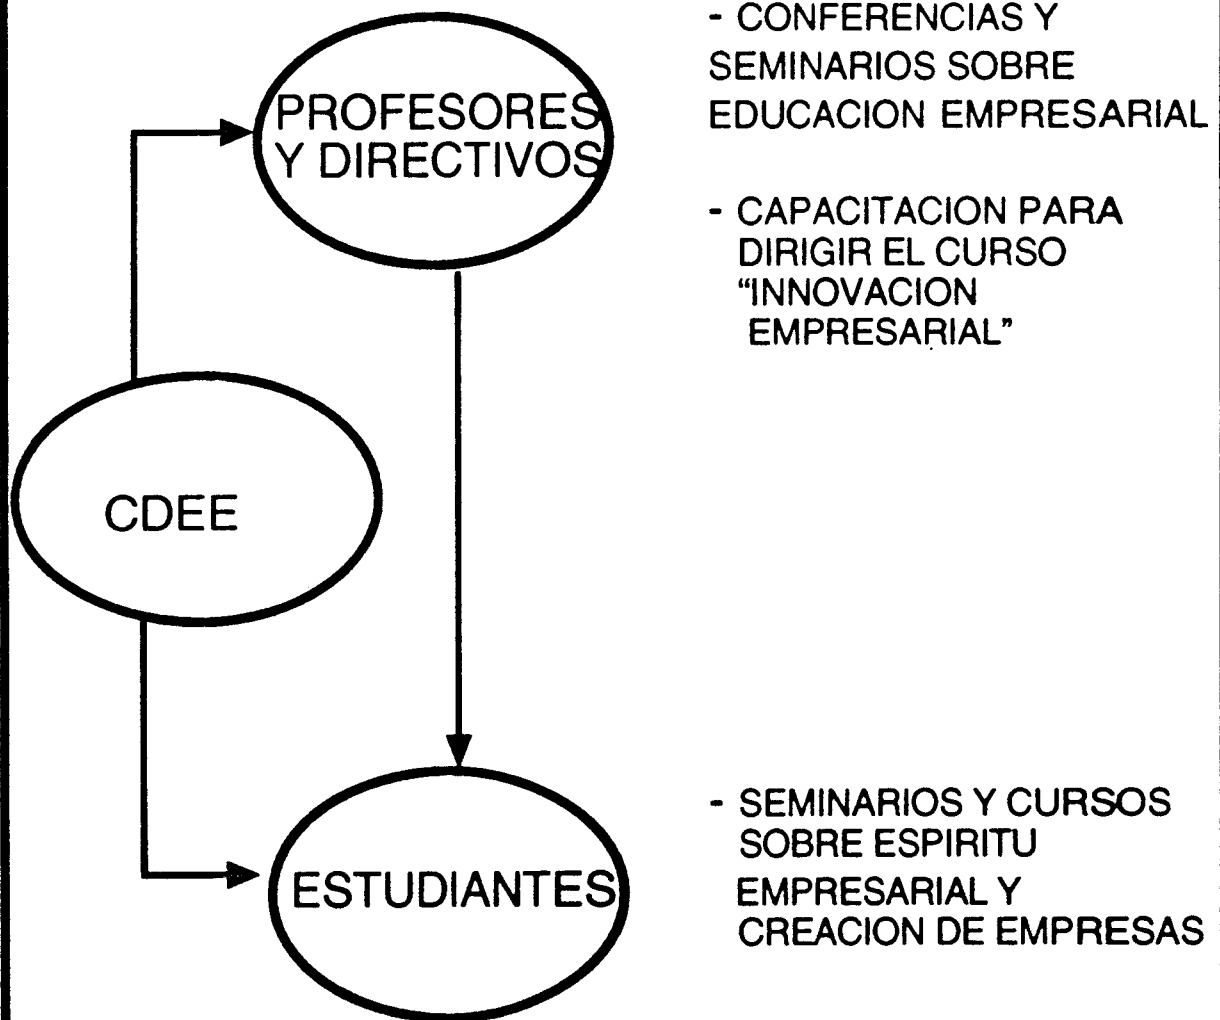 - CONFERENCIAS Y
SEMINARIOS SOBRE
EDUCACION EMPRESARIAL
PROFESORES
Y DIRECTIVOS
- CAPACITACION PARA
DIRIGIR EL CURSO
“INNOVACION
EMPRESARIAL”
CDEE
- SEMINARIOS Y CURSOS
SOBRE ESPIRITU
EMPRESARIAL Y
CREACION DE EMPRESAS
ESTUDIANTES